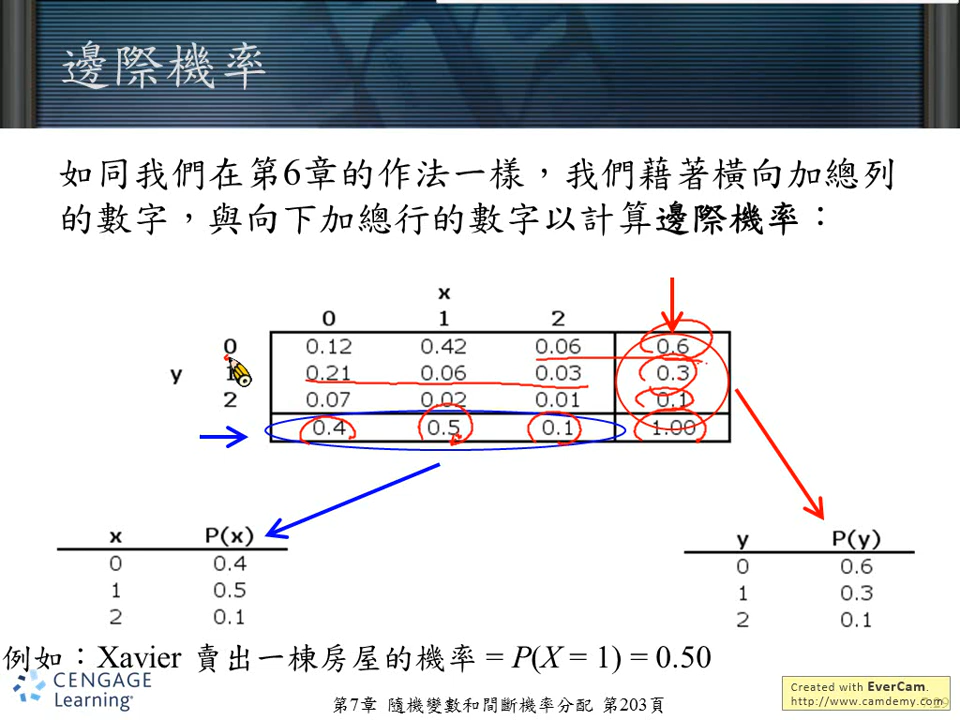 邊際機率
如同我們在第6章的作法一樣，我們藉著橫向加總列
的數字，與向下加總行的數字以計算邊際機率：
x
0 1 2
0 0.12 0.42 0.06 0.6
y 1 0.21 0.06 0.03 0.3
2 0.07 0.02 0.01 0.1
0.4 0.5 0.1 1.00
x P(x)
0 0.4
1 0.5
2 0.1
y P(y)
0 0.6
1 0.3
2 0.1
例如：Xavier 賣出一棟房屋的機率 = P(X = 1) = 0.50
CENGAGE
Learning
第7章 隨機變數和間斷機率分配 第203頁
Created with EverCam.
http://www.camdemy.com